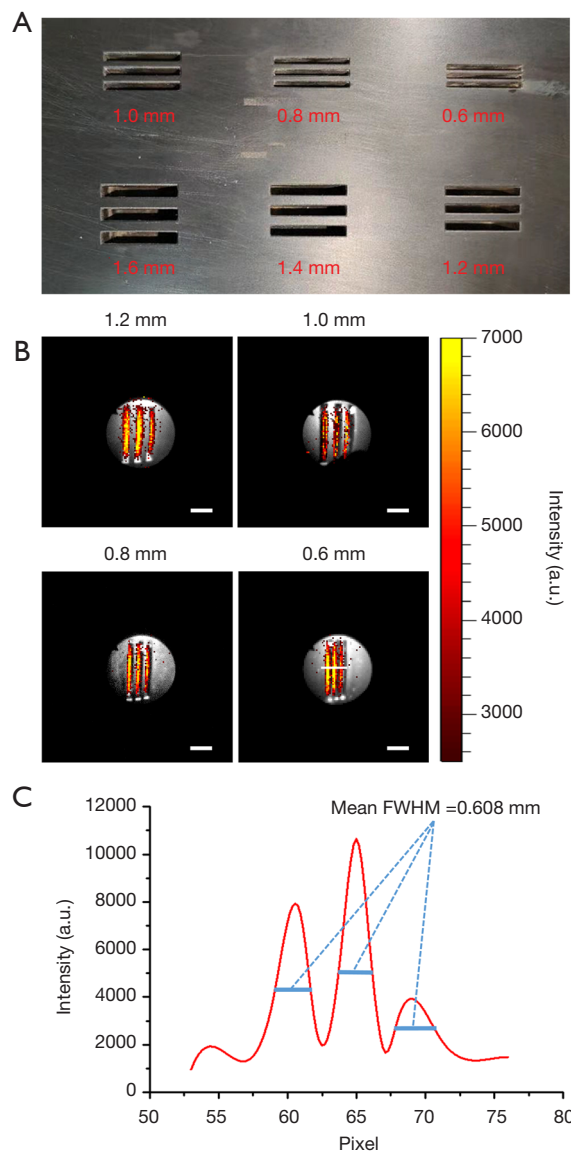 A
1.0 mm 0.8 mm 0.6 mm
1.6 mm 1.4 mm 1.2 mm
B
1.2 mm 1.0 mm
0.8 mm 0.6 mm
7000
6000
5000
4000
3000
Intensity (a.u.)
C
Mean FWHM =0.608 mm
12000
10000
8000
6000
4000
2000
0
Intensity (a.u.)
50 55 60 65 70 75 80
Pixel